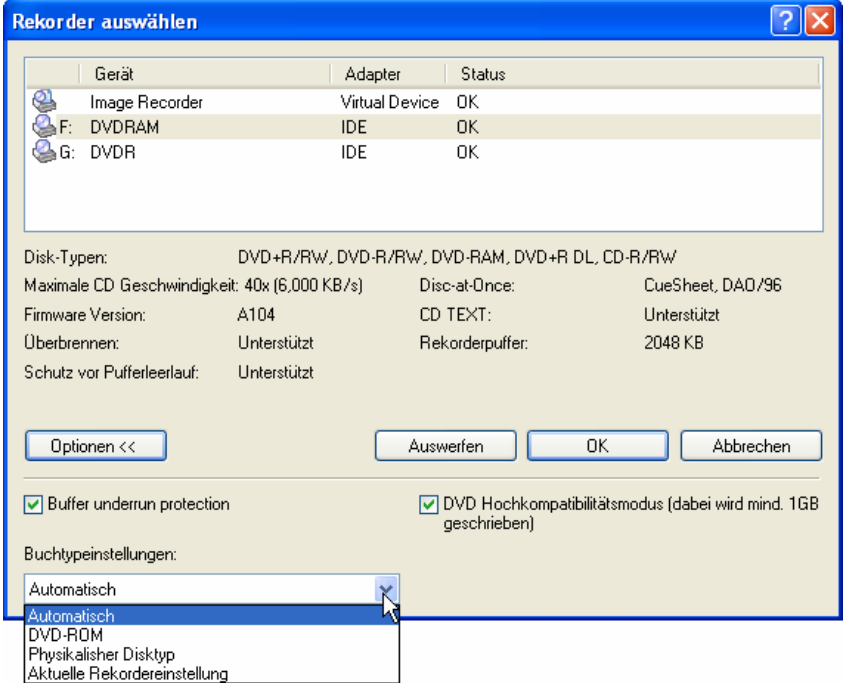 Rekorder auswählen
Gerät Adapter Status
Image Recorder Virtual Device OK
F: DVDRAM IDE OK
G: DVDR IDE OK
Disk-Typen: DVD+R/RW, DVD-R/RW, DVD-RAM, DVD+R DL, CD-R/RW
Maximale CD Geschwindigkeit: 40x (6,000 KB/s) Disc-at-Once: CueSheet, DAO/96
Firmware Version: A104 CD TEXT: Unterstützt
Überbrennen: Unterstützt Rekorderpuffer: 2048 KB
Schutz vor Pufferleerlauf: Unterstützt
Optionen << Auswerfen OK Abbrechen
Buffer underrun protection DVD Hochkompatibilitätsmodus (dabei wird mind. 1GB
geschrieben)
Buchtypeinstellungen:
Automatisch
Automatisch
DVD-ROM
Physikalisher Disktyp
Aktuelle Rekordereinstellung